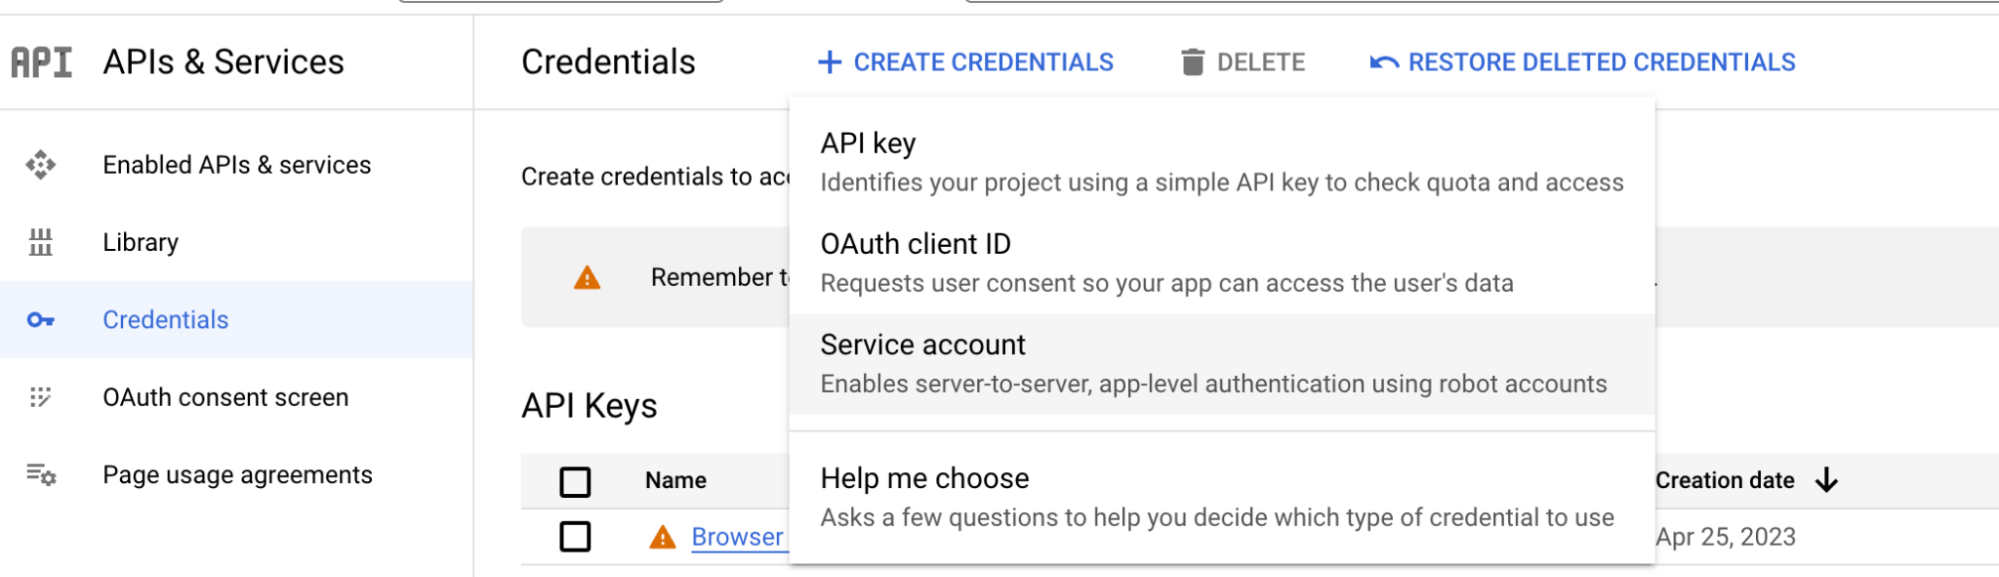 API APIs & Services
Credentials
CREATE CREDENTIALS
DELETE
RESTORE DELETED CREDENTIALS
Enabled APIs & services
Library
Credentials
OAuth consent screen
Page usage agreements
Create credentials to
Remember
API Keys
Name
Creation date
Browser
Apr 25, 2023
API key
Identifies your project using a simple API key to check quota and access
OAuth client ID
Requests user consent so your app can access the user's data
Service account
Enables server-to-server, app-level authentication using robot accounts
Help me choose
Asks a few questions to help you decide which type of credential to use